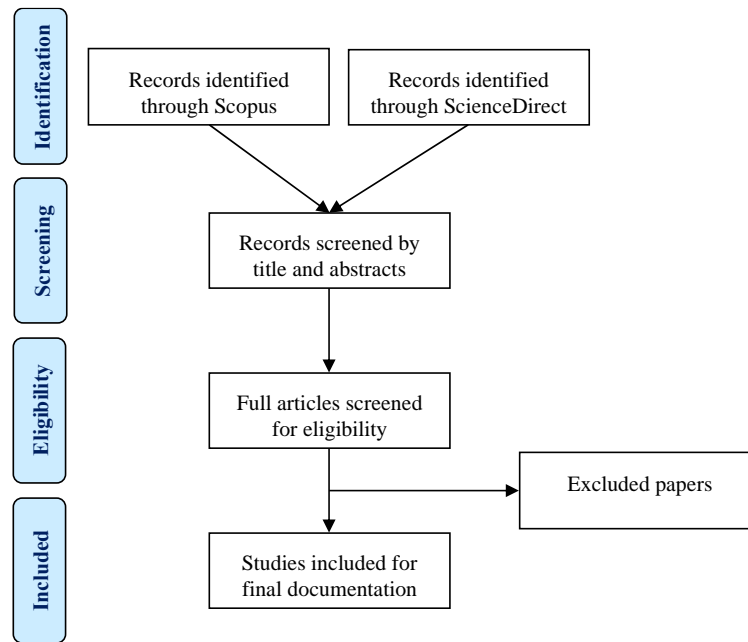 Identification
Records identified
through Scopus
Records identified
through ScienceDirect
Screening
Records screened by
title and abstracts
Eligibility
Full articles screened
for eligibility
Excluded papers
Included
Studies included for
final documentation